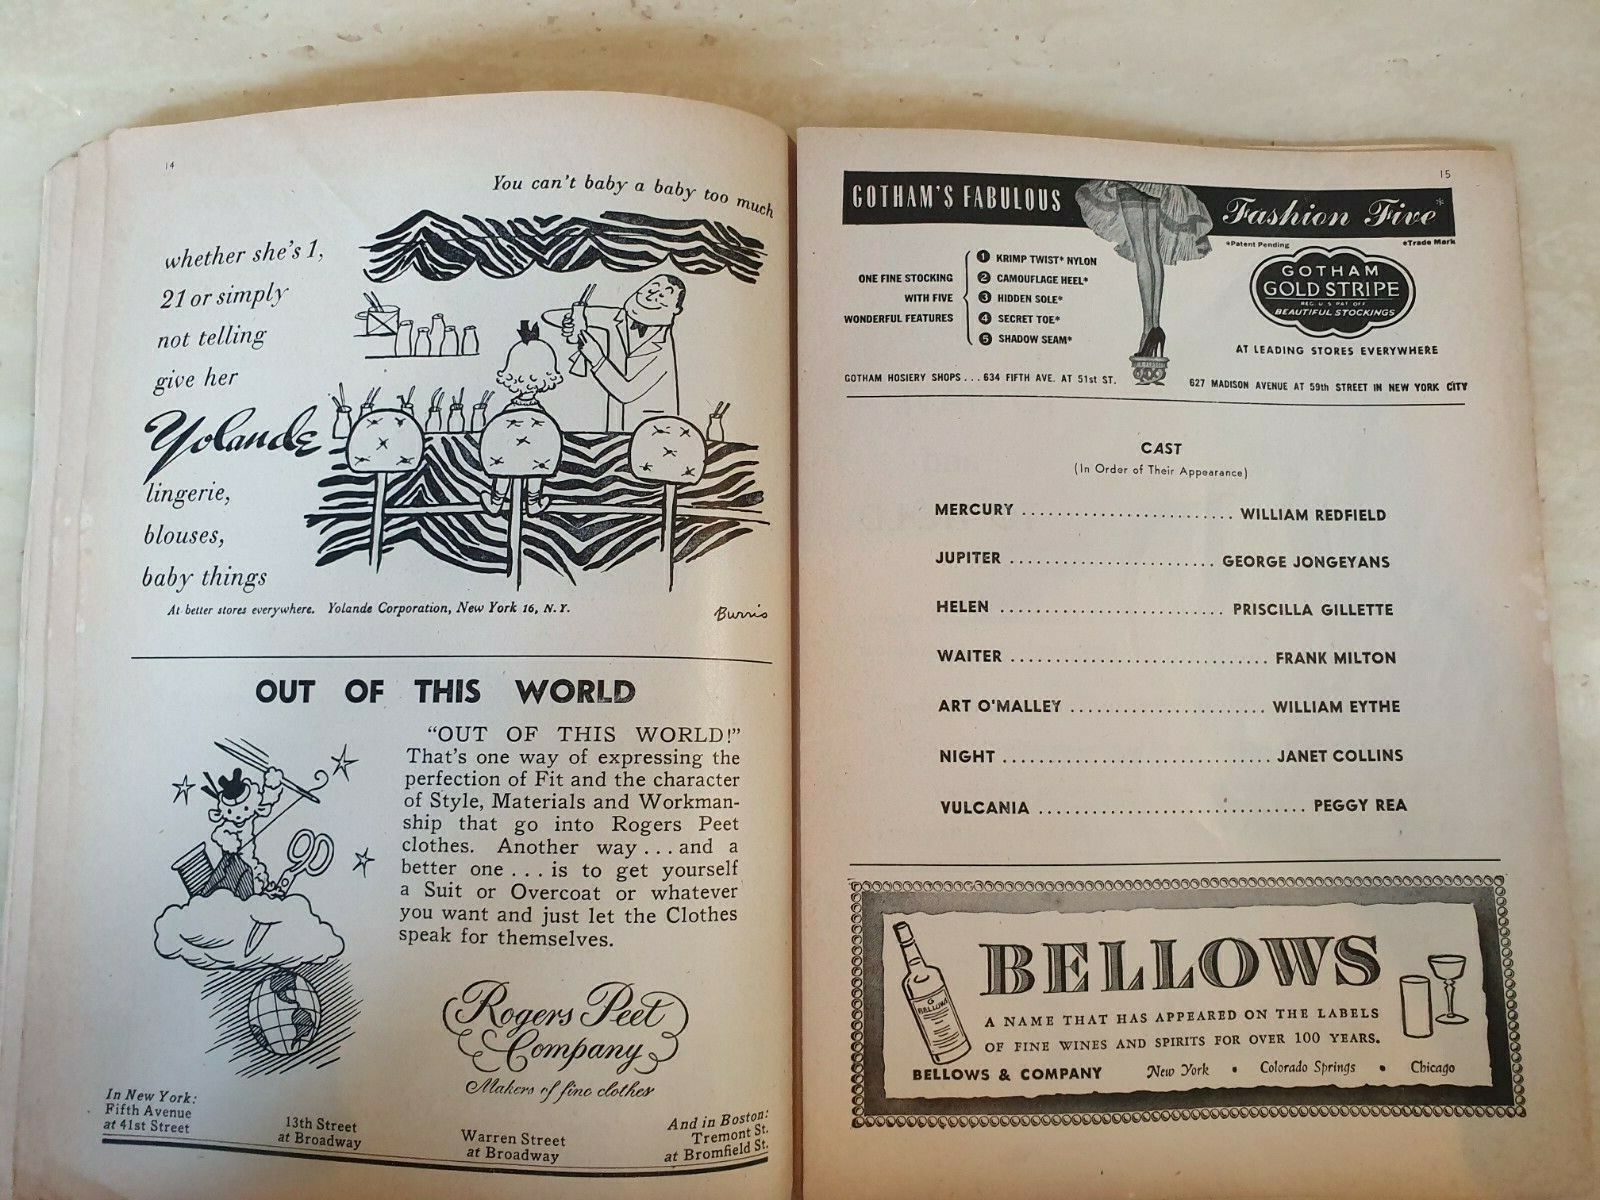 14
You can't baby a baby too much
whether she's 1,
21 or simply
not telling
give her
Yolande
lingerie,
blouses,
baby things
At better stores everywhere. Yolande Corporation, New York 16, N.Y.
Burris
OUT OF THIS WORLD
"OUT OF THIS WORLD!"
That's one way of expressing the
perfection of Fit and the character
of Style, Materials and Workman-
ship that go into Rogers Peet
clothes. Another way ... and a
better one ... is to get yourself
a Suit or Overcoat or whatever
you want and just let the Clothes
speak for themselves.
Rogers Peet
Company
Makers of fine clothes
In New York:
Fifth Avenue
at 41st Street
13th Street
at Broadway
Warren Street
at Broadway
And in Boston:
Tremont St.
at Bromfield St.
15
GOTHAM'S FABULOUS
Fashion Five*
*Patent Pending
*Trade Mark
ONE FINE STOCKING
WITH FIVE
WONDERFUL FEATURES
1 KRIMP TWIST* NYLON
2 CAMOUFLAGE HEEL*
3 HIDDEN SOLE*
4 SECRET TOE*
5 SHADOW SEAM*
GOTHAM
GOLD STRIPE
REG. U S PAT OFF
BEAUTIFUL STOCKINGS
AT LEADING STORES EVERYWHERE
GOTHAM HOSIERY SHOPS ... 634 FIFTH AVE. AT 51st ST.
627 MADISON AVENUE AT 59th STREET IN NEW YORK CITY
CAST
(In Order of Their Appearance)
MERCURY ........................ WILLIAM REDFIELD
JUPITER ....................... GEORGE JONGEYANS
HELEN ......................... PRISCILLA GILLETTE
WAITER ............................. FRANK MILTON
ART O'MALLEY ...................... WILLIAM EYTHE
NIGHT .............................. JANET COLLINS
VULCANIA .............................. PEGGY REA
BELLOWS
A NAME THAT HAS APPEARED ON THE LABELS
OF FINE WINES AND SPIRITS FOR OVER 100 YEARS.
BELLOWS & COMPANY New York • Colorado Springs • Chicago